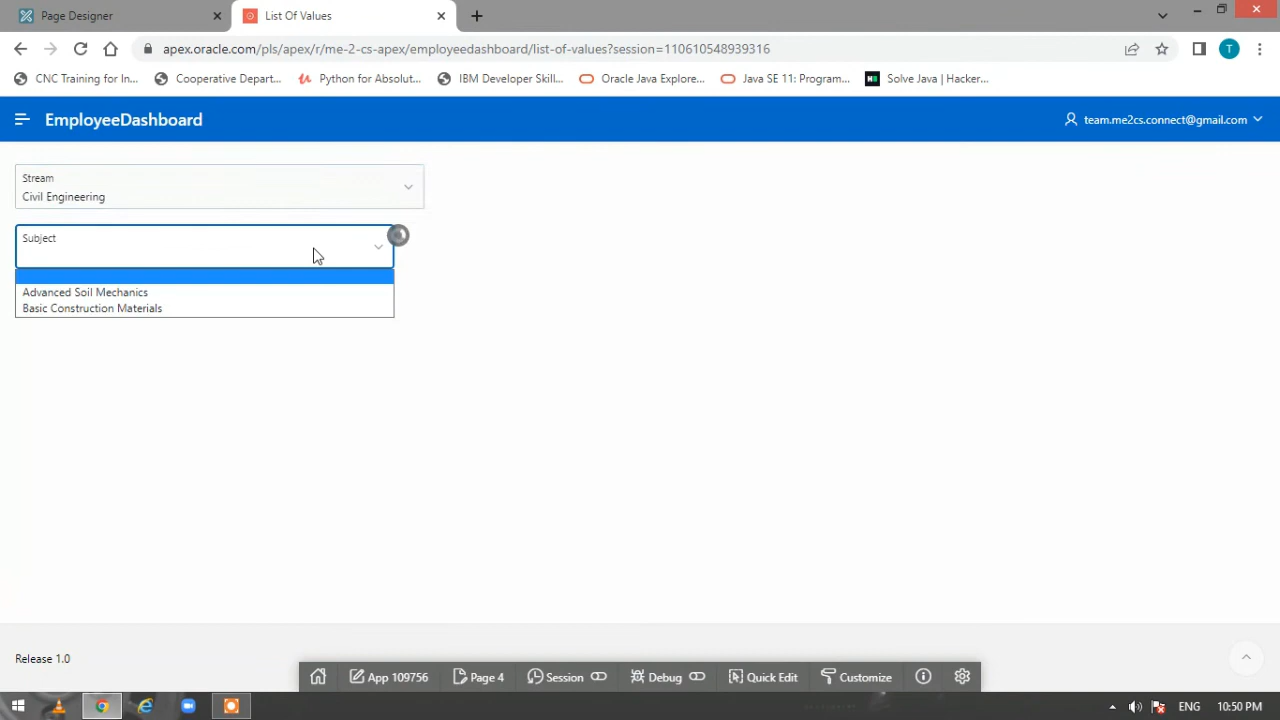 Page Designer
List Of Values
apex.oracle.com/pls/apex/r/me-2-cs-apex/employeedashboard/list-of-values?session=110610548939316
T
CNC Training for In...
Cooperative Depart...
Python for Absolut...
IBM Developer Skill...
Oracle Java Explore...
Java SE 11: Program...
Solve Java | Hacker...
EmployeeDashboard
team.me2cs.connect@gmail.com
Stream
Civil Engineering
Subject
Advanced Soil Mechanics
Basic Construction Materials
Release 1.0
App 109756
Page 4
Session
Debug
Quick Edit
Customize
ENG
10:50 PM